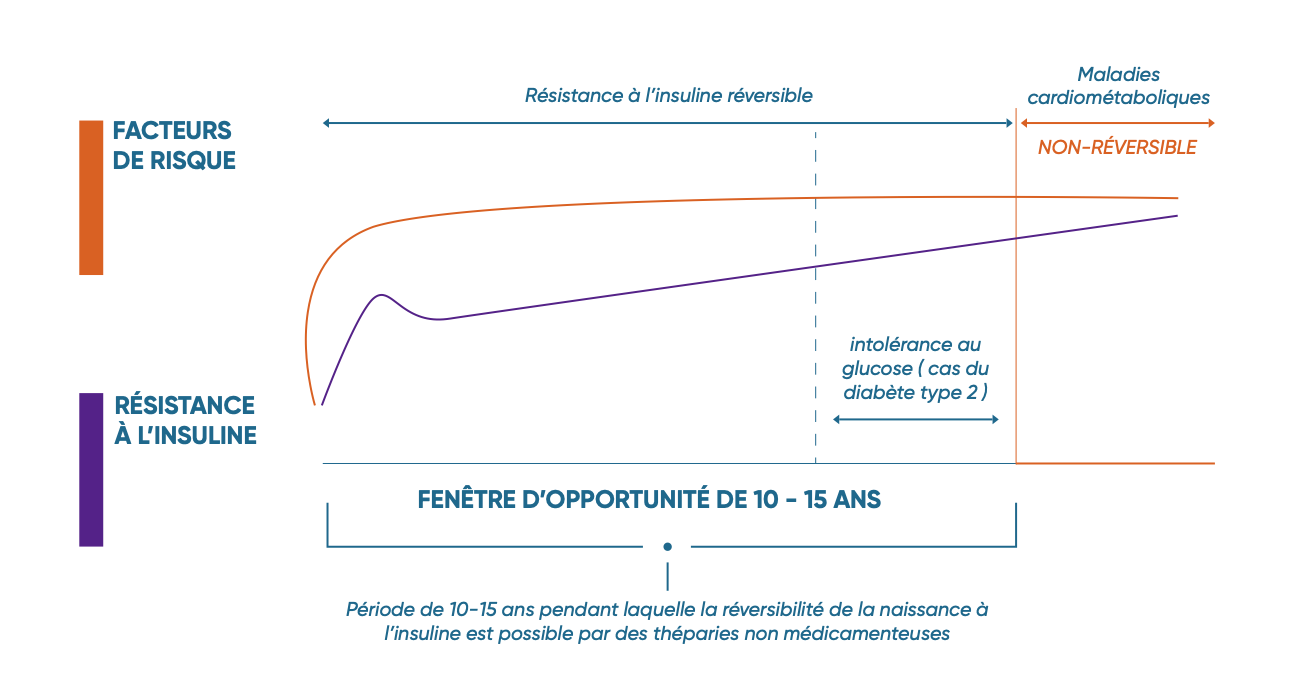 Résistance à l’insuline réversible
Maladies
cardiométaboliques
NON-RÉVERSIBLE
FACTEURS
DE RISQUE
intolérance au
glucose ( cas du
diabète type 2 )
RÉSISTANCE
À L’INSULINE
FENÊTRE D’OPPORTUNITÉ DE 10 - 15 ANS
Période de 10-15 ans pendant laquelle la réversibilité de la naissance à
l’insuline est possible par des théparies non médicamenteuses